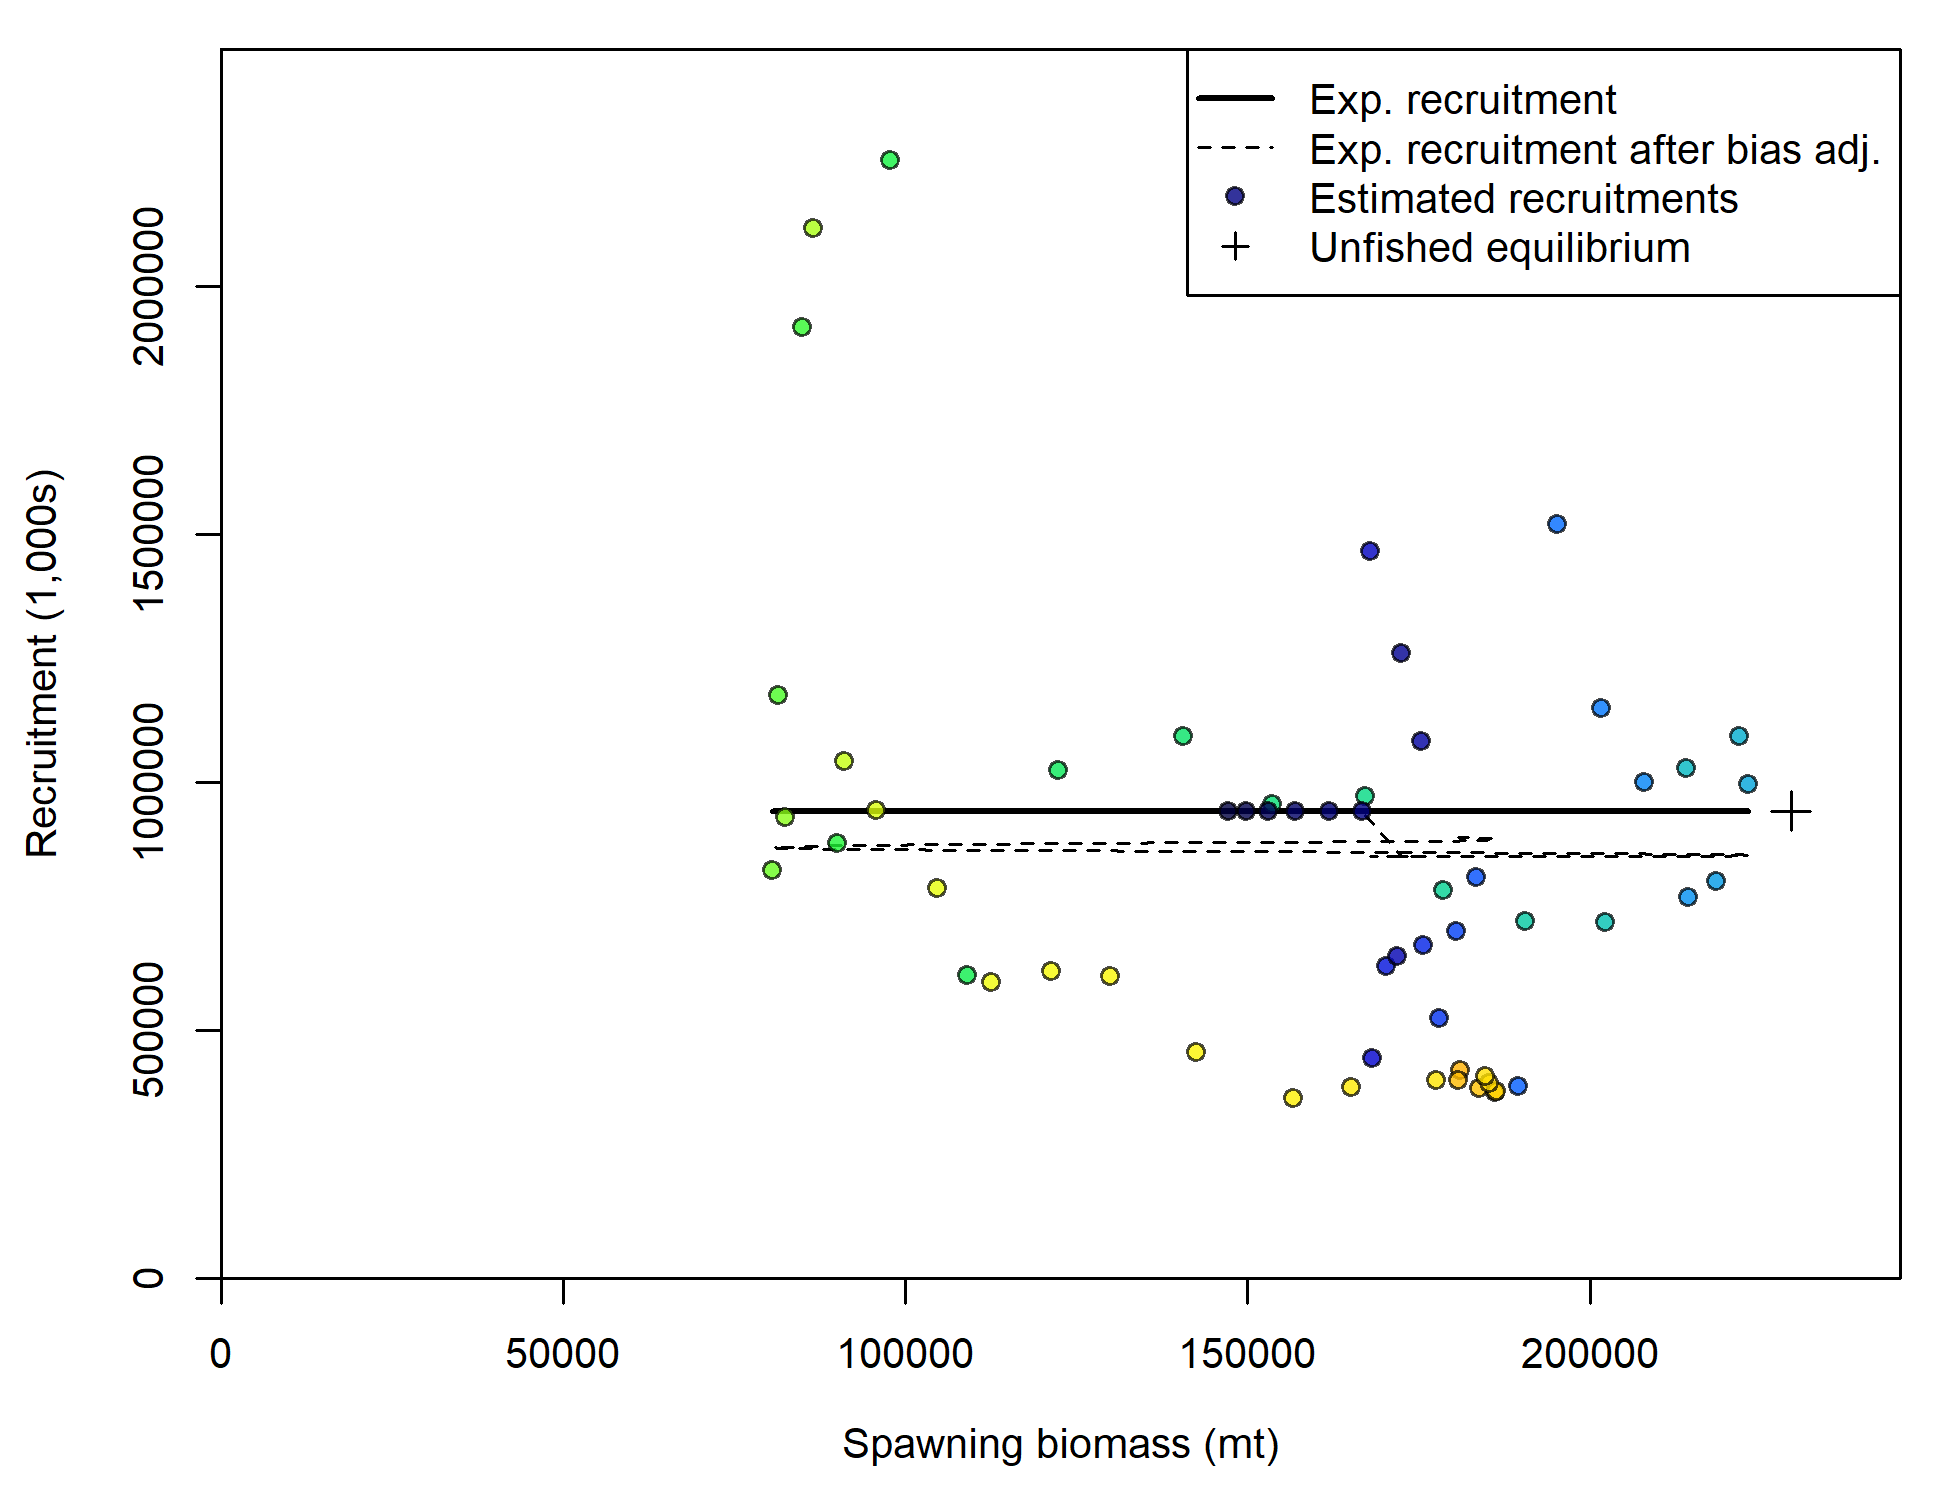 Exp. recruitment
Exp. recruitment after bias adj.
Estimated recruitments
Unfished equilibrium
Recruitment (1,000s)
2000000
1500000
1000000
500000
0
0 50000 100000 150000 200000
Spawning biomass (mt)